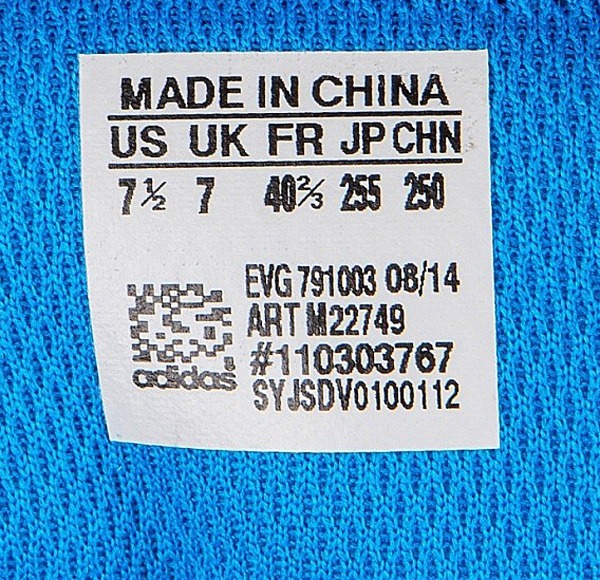 MADE IN CHINA
US UK FR JP CHN
7½ 7 40⅔ 255 250
EVG 791003 08/14
ART M22749
#110303767
adidas
SYJSDV0100112